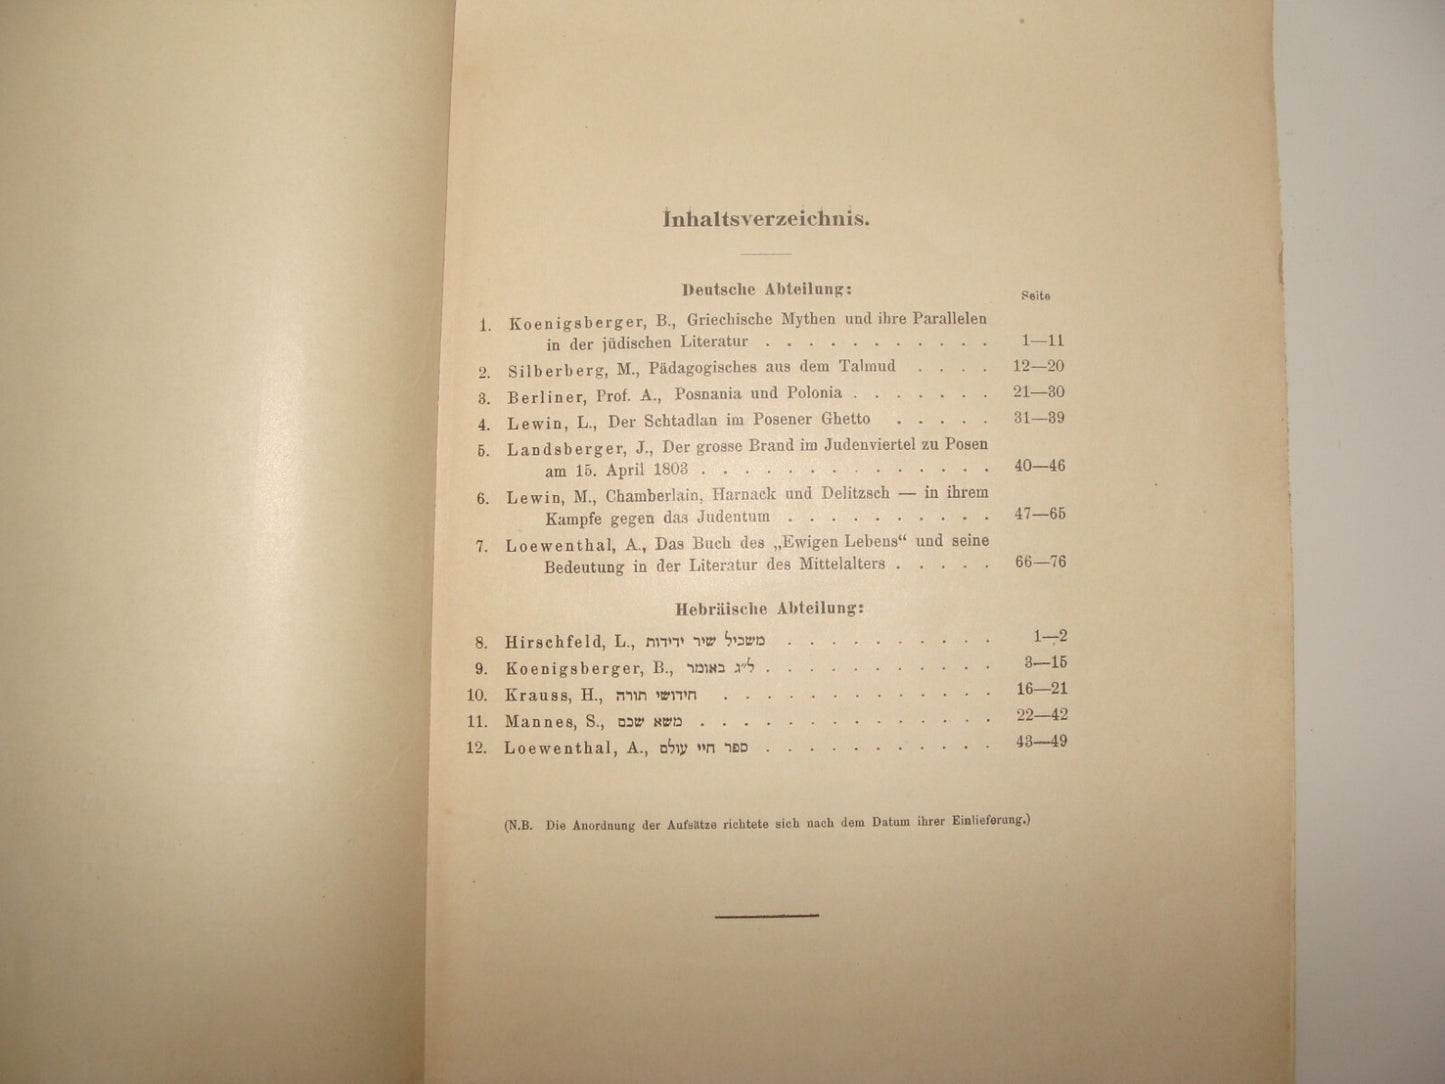 Inhaltsverzeichnis.
Deutsche Abteilung:
Seite
1. Koenigsberger, B., Griechische Mythen und ihre Parallelen
in der jüdischen Literatur . . . . . . . . . . . 1—11
2. Silberberg, M., Pädagogisches aus dem Talmud . . . . 12—20
3. Berliner, Prof. A., Posnania und Polonia . . . . . . . 21—30
4. Lewin, L., Der Schtadlan im Posener Ghetto . . . . . 31—39
5. Landsberger, J., Der grosse Brand im Judenviertel zu Posen
am 15. April 1803 . . . . . . . . . . . . . . 40—46
6. Lewin, M., Chamberlain, Harnack und Delitzsch — in ihrem
Kampfe gegen das Judentum . . . . . . . . . . 47—65
7. Loewenthal, A., Das Buch des „Ewigen Lebens“ und seine
Bedeutung in der Literatur des Mittelalters . . . . . 66—76
Hebräische Abteilung:
8. Hirschfeld, L., משכיל שיר ידידות . . . . . . . . . . 1—2
9. Koenigsberger, B., ל״ג באומר . . . . . . . . . . . 3—15
10. Krauss, H., חידושי תורה . . . . . . . . . . . . . 16—21
11. Mannes, S., משא שכם . . . . . . . . . . . . . . 22—42
12. Loewenthal, A., ספר חיי עולם . . . . . . . . . . . 43—49
(N.B. Die Anordnung der Aufsätze richtete sich nach dem Datum ihrer Einlieferung.)